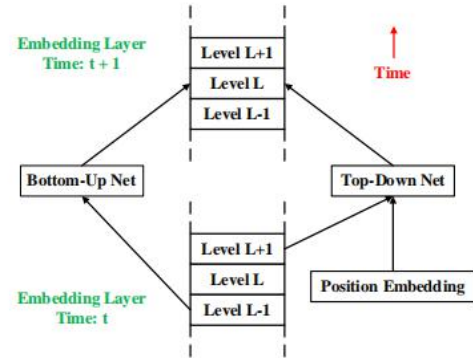 Embedding Layer
Time: t + 1
Level L+1
Level L
Level L-1
Time
Bottom-Up Net
Top-Down Net
Level L+1
Level L
Level L-1
Position Embedding
Embedding Layer
Time: t